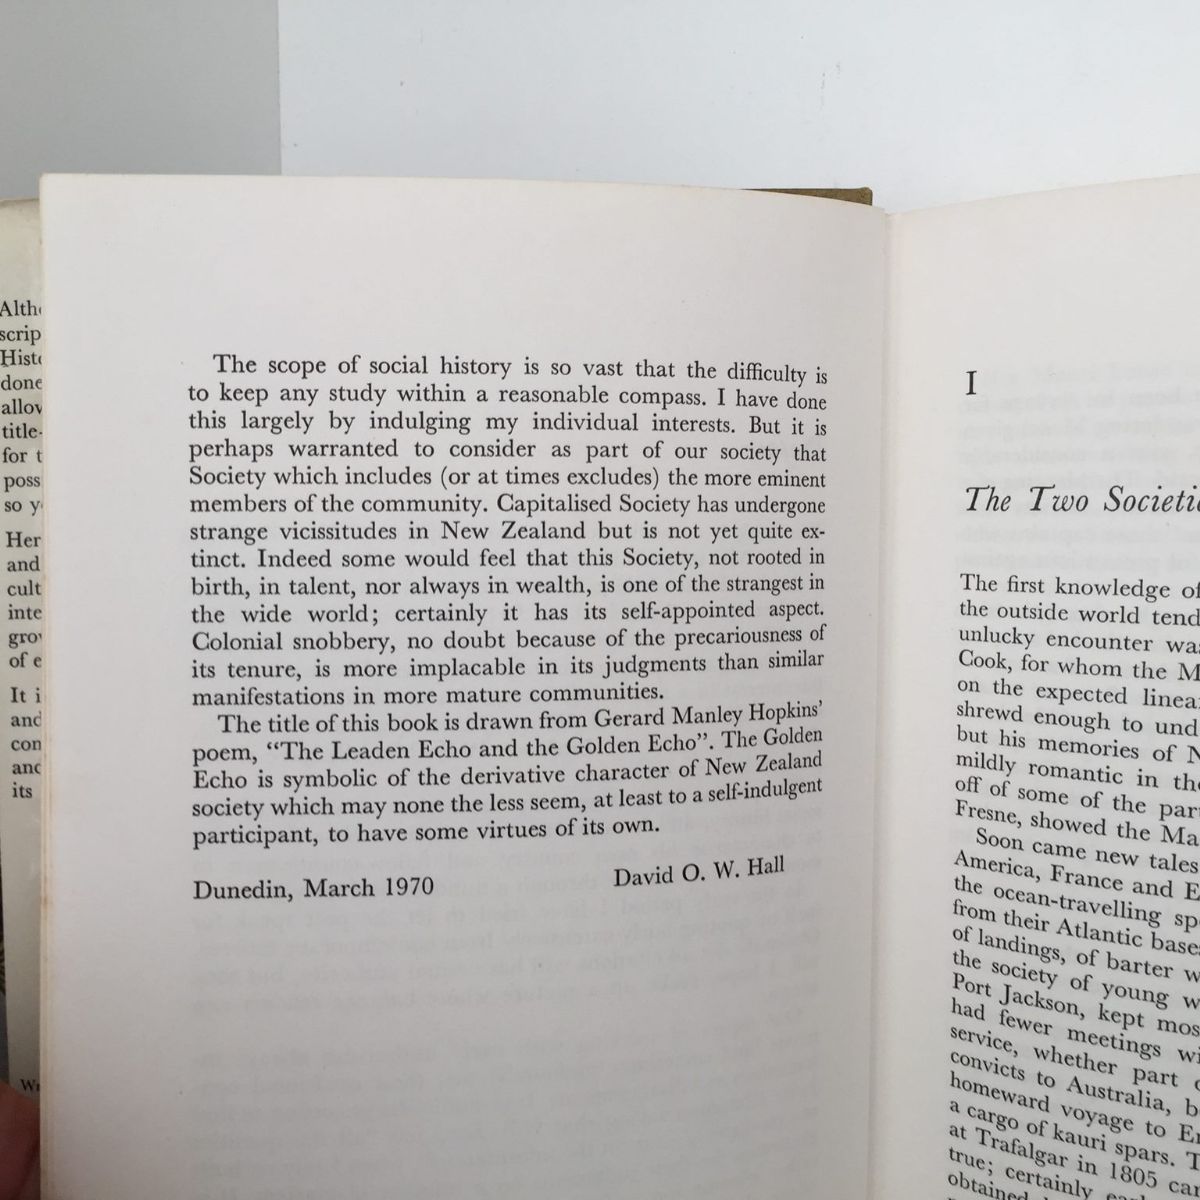 The scope of social history is so vast that the difficulty is
to keep any study within a reasonable compass. I have done
this largely by indulging my individual interests. But it is
perhaps warranted to consider as part of our society that
Society which includes (or at times excludes) the more eminent
members of the community. Capitalised Society has undergone
strange vicissitudes in New Zealand but is not yet quite ex-
tinct. Indeed some would feel that this Society, not rooted in
birth, in talent, nor always in wealth, is one of the strangest in
the wide world; certainly it has its self-appointed aspect.
Colonial snobbery, no doubt because of the precariousness of
its tenure, is more implacable in its judgments than similar
manifestations in more mature communities.
The title of this book is drawn from Gerard Manley Hopkins'
poem, "The Leaden Echo and the Golden Echo". The Golden
Echo is symbolic of the derivative character of New Zealand
society which may none the less seem, at least to a self-indulgent
participant, to have some virtues of its own.
Dunedin, March 1970 David O. W. Hall
I
The Two
The first knowledge of
the outside world
unlucky encounter
Cook, for whom the
on the expected
shrewd enough to
but his memories of
mildly romantic in
off of some of the
Fresne, showed the
Soon came new tales
America, France and
the ocean-travelling
from their Atlantic
of landings, of barter
the society of young
Port Jackson, kept
had fewer meetings
service, whether part
convicts to Australia,
homeward voyage to
a cargo of kauri spars.
at Trafalgar in 1805
true; certainly
obtained
done
title-
for
so
Her
and
of
It
and
its